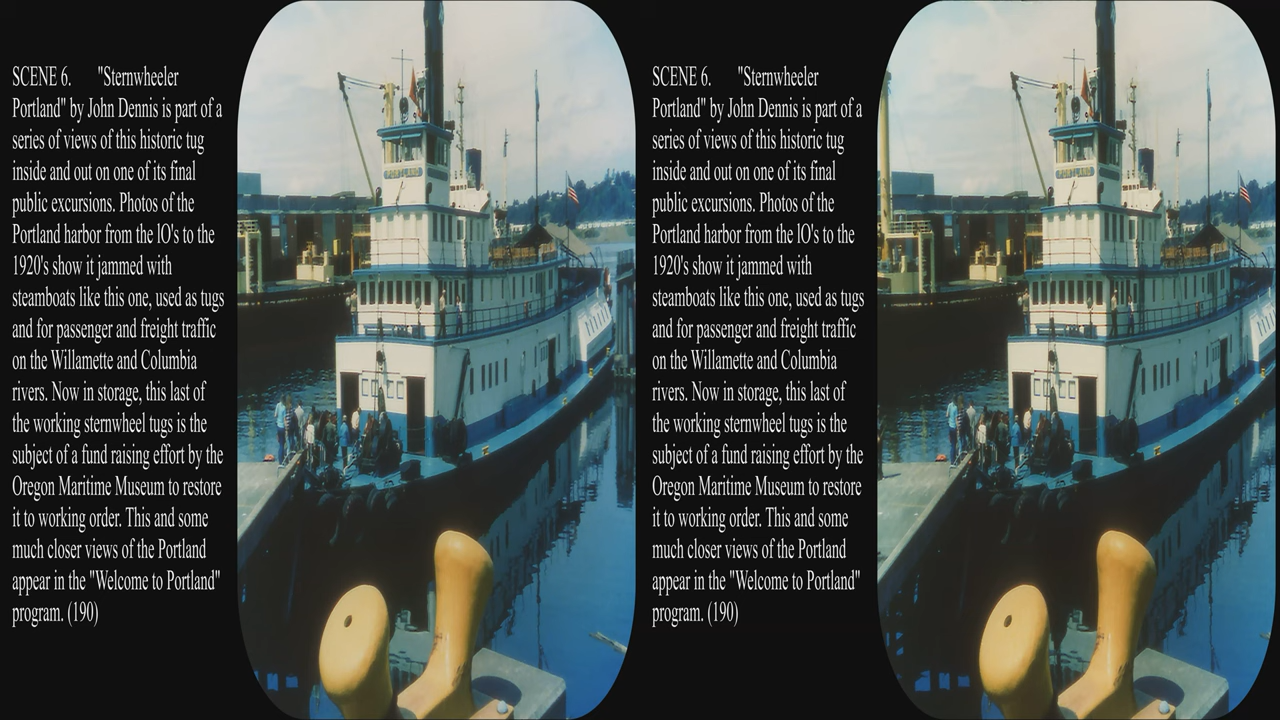 SCENE 6. "Sternwheeler
Portland" by John Dennis is part of a
series of views of this historic tug
inside and out on one of its final
public excursions. Photos of the
Portland harbor from the lO's to the
1920's show it jammed with
steamboats like this one, used as tugs
and for passenger and freight traffic
on the Willamette and Columbia
rivers. Now in storage, this last of
the working sternwheel tugs is the
subject of a fund raising effort by the
Oregon Maritime Museum to restore
it to working order. This and some
much closer views of the Portland
appear in the "Welcome to Portland"
program. (190)
PORTLAND
SCENE 6. "Sternwheeler
Portland" by John Dennis is part of a
series of views of this historic tug
inside and out on one of its final
public excursions. Photos of the
Portland harbor from the lO's to the
1920's show it jammed with
steamboats like this one, used as tugs
and for passenger and freight traffic
on the Willamette and Columbia
rivers. Now in storage, this last of
the working sternwheel tugs is the
subject of a fund raising effort by the
Oregon Maritime Museum to restore
it to working order. This and some
much closer views of the Portland
appear in the "Welcome to Portland"
program. (190)
PORTLAND